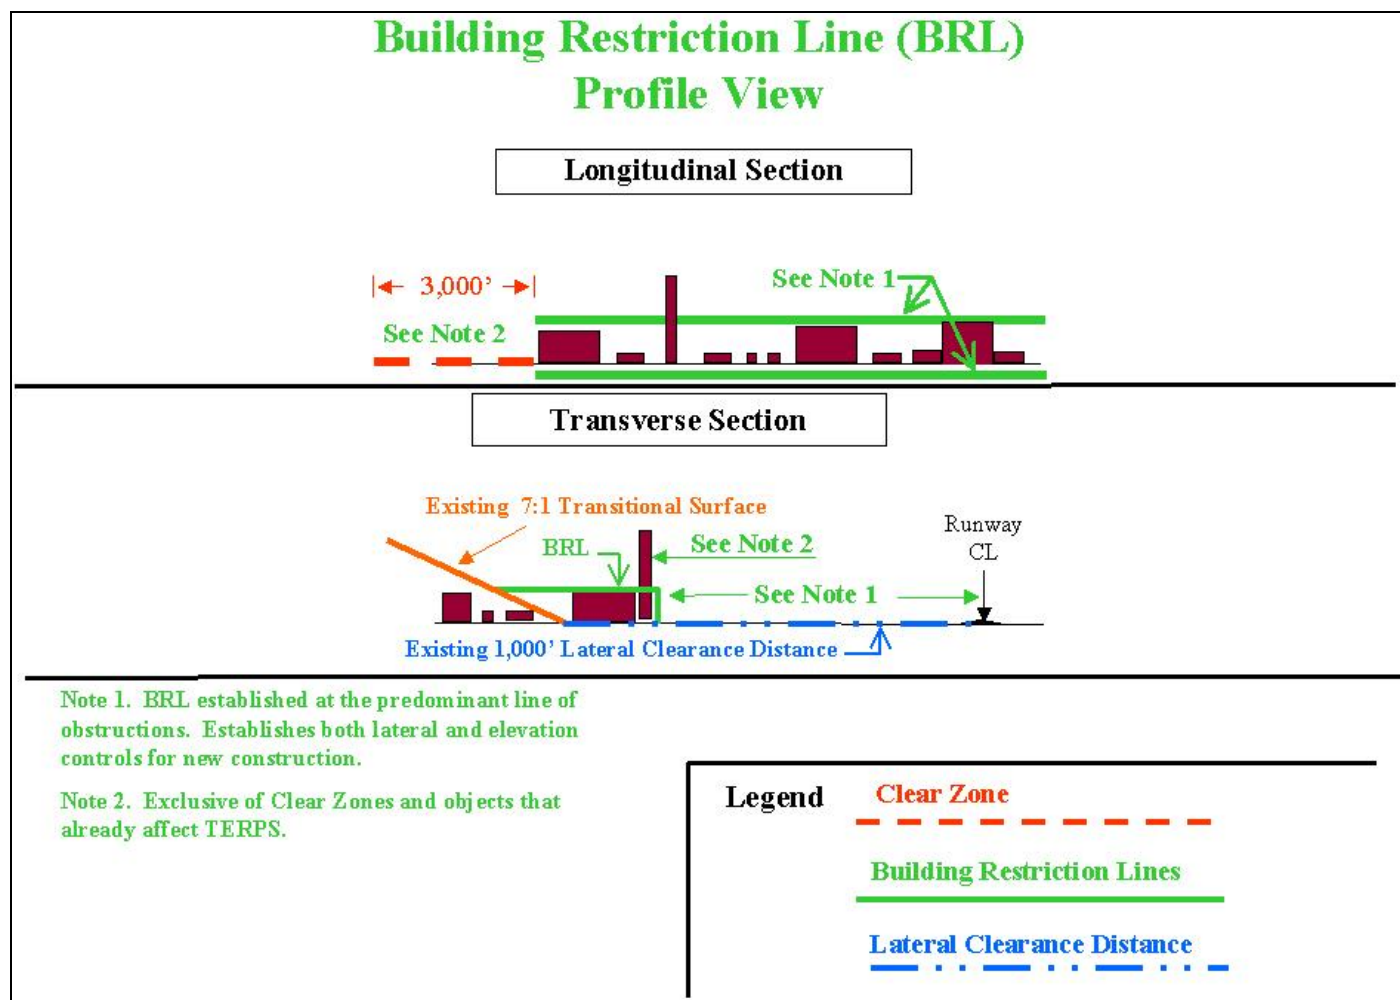 Building Restriction Line (BRL)
Profile View
Longitudinal Section
3,000’
See Note 1
See Note 2
Transverse Section
Existing 7:1 Transitional Surface
BRL
See Note 2
Runway
CL
See Note 1
Existing 1,000’ Lateral Clearance Distance
Note 1. BRL established at the predominant line of
obstructions. Establishes both lateral and elevation
controls for new construction.
Note 2. Exclusive of Clear Zones and objects that
already affect TERPS.
Legend
Clear Zone
Building Restriction Lines
Lateral Clearance Distance